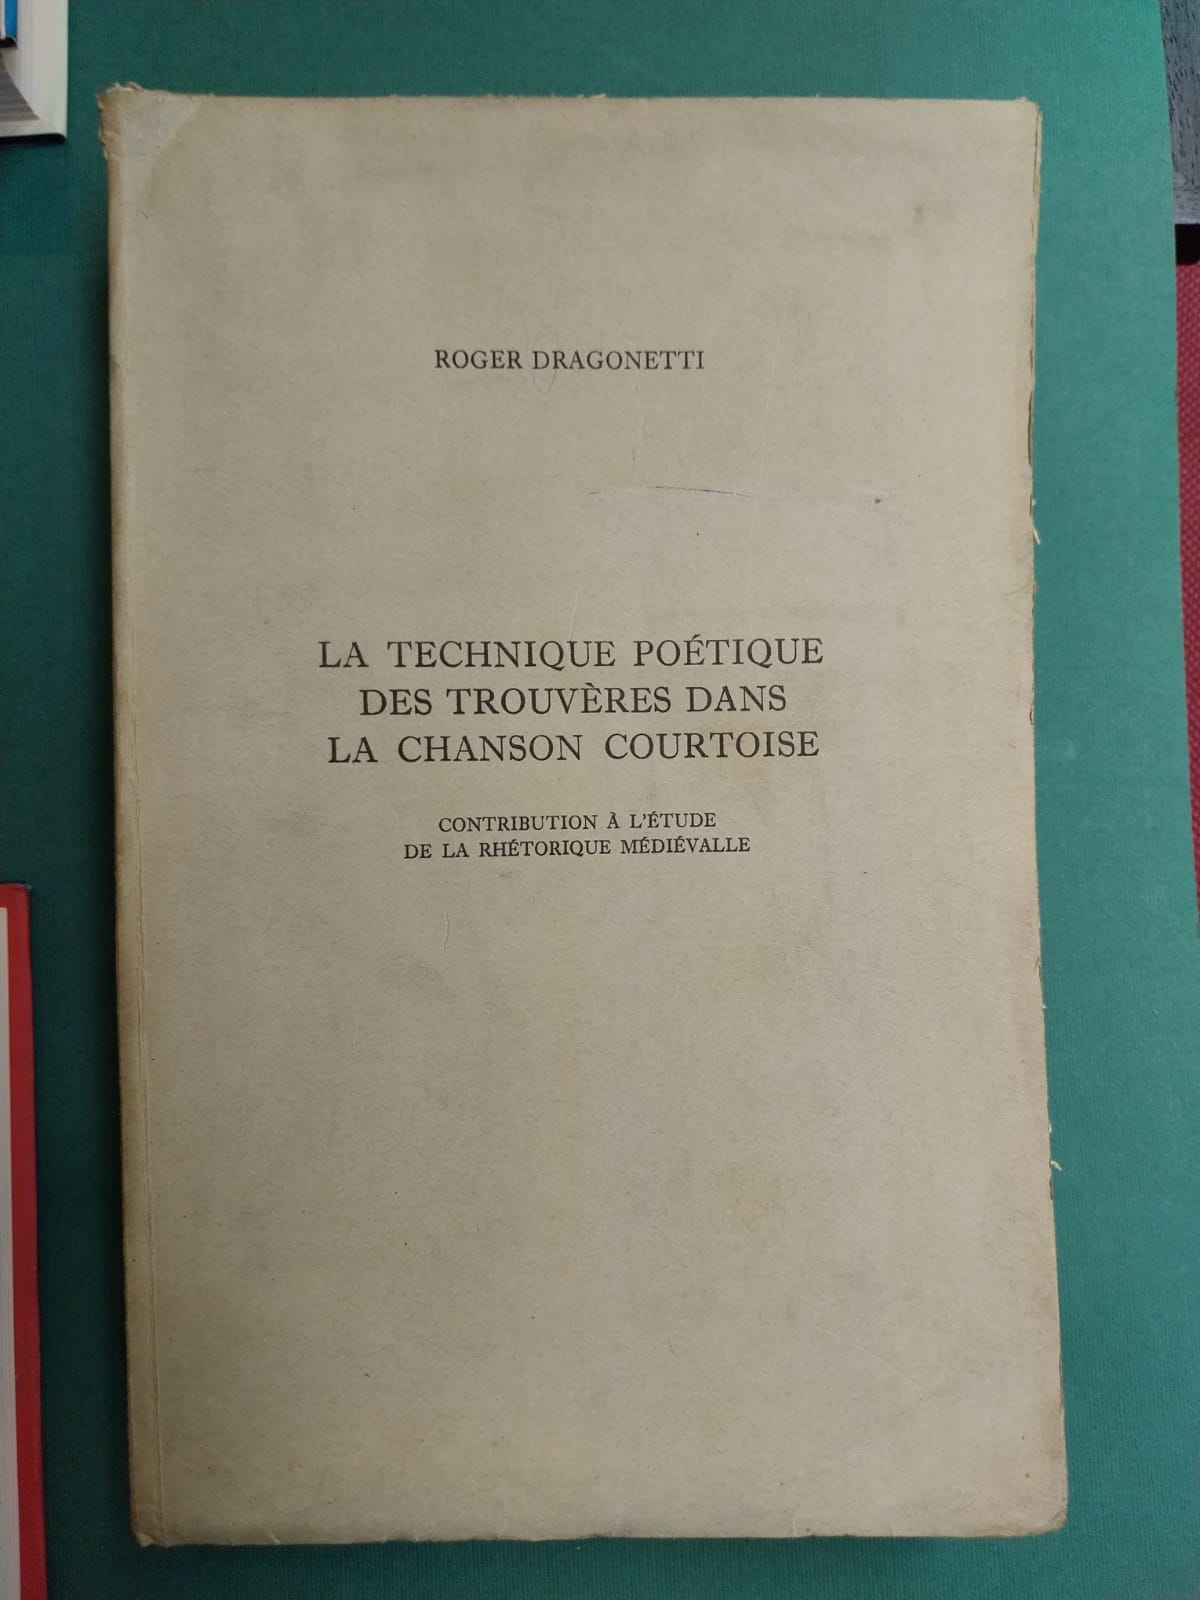 ROGER DRAGONETTI
LA TECHNIQUE POÉTIQUE
DES TROUVÈRES DANS
LA CHANSON COURTOISE
CONTRIBUTION À L'ÉTUDE
DE LA RHÉTORIQUE MÉDIÉVALLE